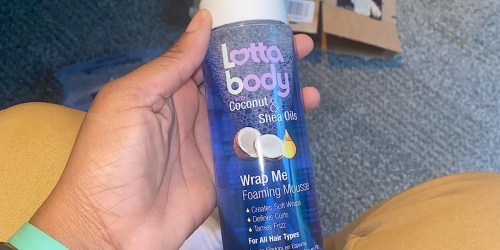 Lotta
body
with
Coconut &
Shea Oils
Wrap Me
Foaming Mousse
Creates Soft Wraps
Defines Curls
Tames Frizz
For All Hair Types